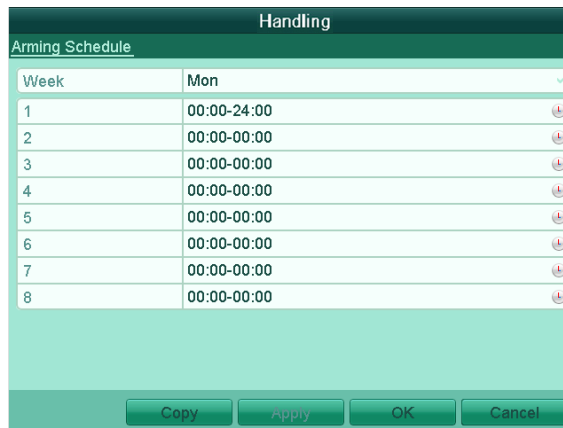 Handling
Arming Schedule
Week Mon
1 00:00-24:00
2 00:00-00:00
3 00:00-00:00
4 00:00-00:00
5 00:00-00:00
6 00:00-00:00
7 00:00-00:00
8 00:00-00:00
Copy Apply OK Cancel